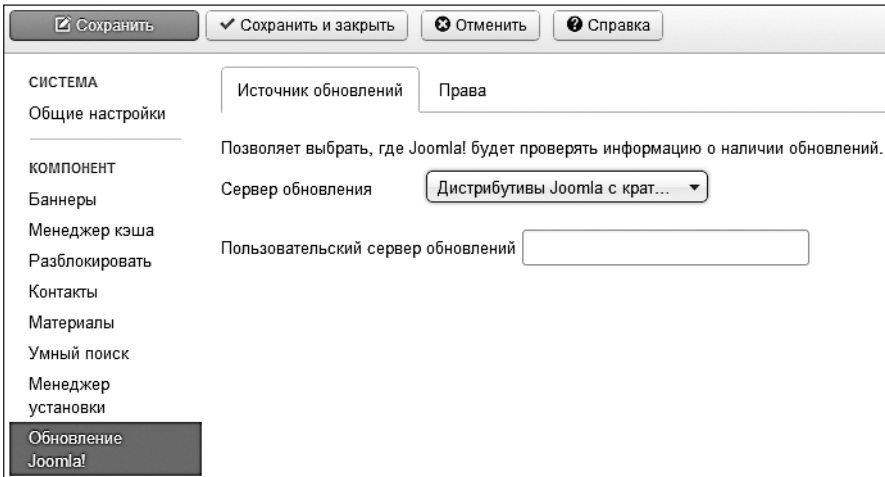 Сохранить
Сохранить и закрыть
Отменить
Справка
СИСТЕМА
Общие настройки
КОМПОНЕНТ
Баннеры
Менеджер кэша
Разблокировать
Контакты
Материалы
Умный поиск
Менеджер
установки
Обновление
Joomla!
Источник обновлений
Права
Позволяет выбрать, где Joomla! будет проверять информацию о наличии обновлений.
Сервер обновления
Дистрибутивы Joomla с крат...
Пользовательский сервер обновлений